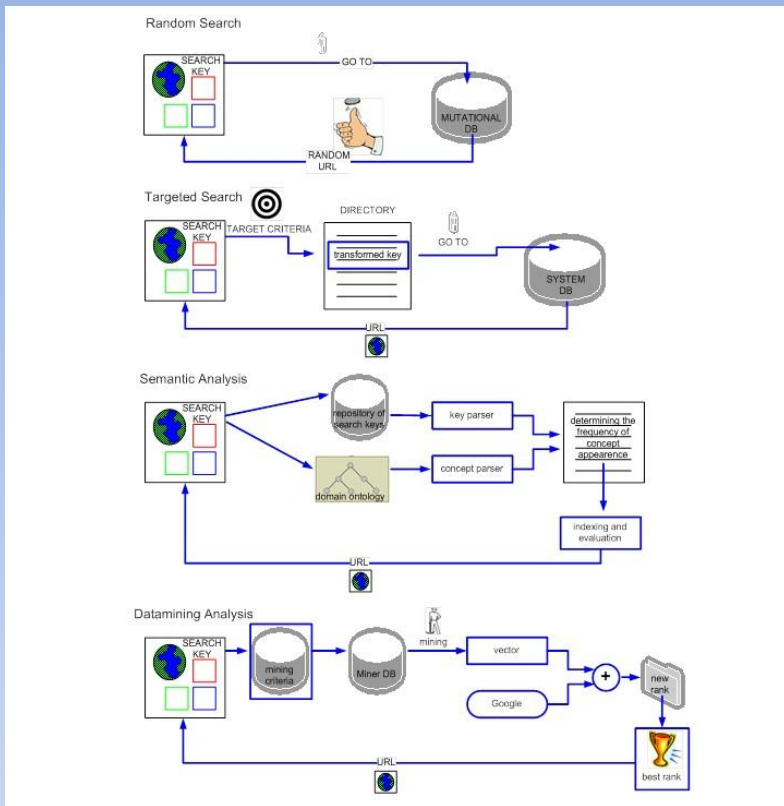 Random Search
SEARCH
KEY
GO TO
MUTATIONAL
DB
RANDOM
URL
Targeted Search
SEARCH
KEY
TARGET CRITERIA
DIRECTORY
transformed key
GO TO
SYSTEM
DB
URL
Semantic Analysis
SEARCH
KEY
repository of
search keys
key parser
domain ontology
concept parser
determining the
frequency of
concept
appearence
indexing and
evaluation
URL
Datamining Analysis
SEARCH
KEY
mining
criteria
Miner DB
mining
vector
Google
+
new
rank
best rank
URL